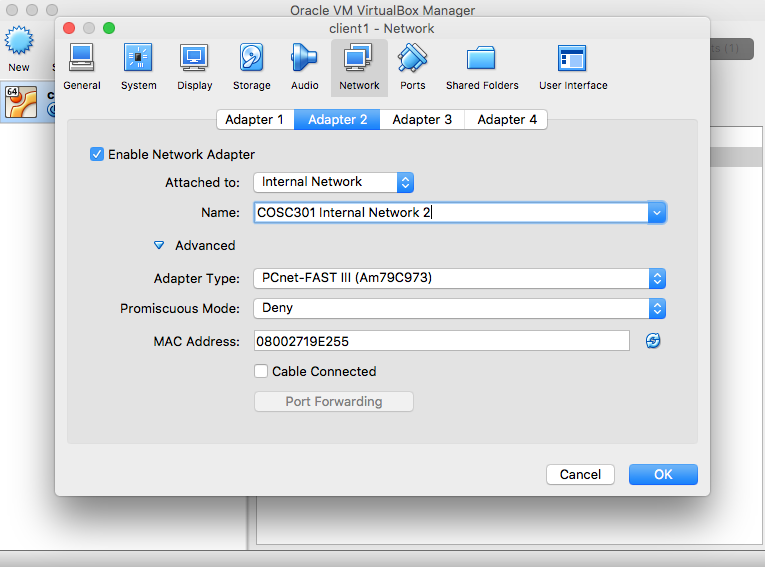 Oracle VM VirtualBox Manager
client1 - Network
New
General System Display Storage Audio Network Ports Shared Folders User Interface
(1)
64
Adapter 1 Adapter 2 Adapter 3 Adapter 4
Enable Network Adapter
Attached to: Internal Network
Name: COSC301 Internal Network 2
Advanced
Adapter Type: PCnet-FAST III (Am79C973)
Promiscuous Mode: Deny
MAC Address: 08002719E255
Cable Connected
Port Forwarding
Cancel OK